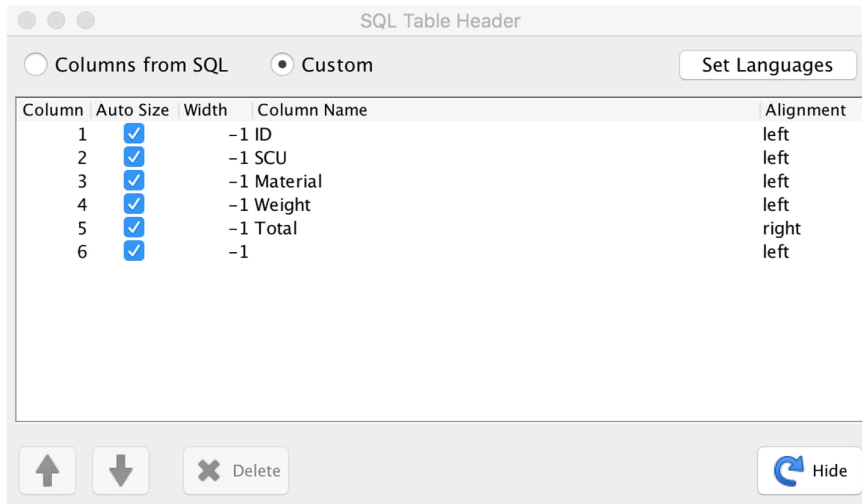 SQL Table Header
Columns from SQL Custom Set Languages
Column Auto Size Width Column Name Alignment
1 -1 ID left
2 -1 SCU left
3 -1 Material left
4 -1 Weight left
5 -1 Total right
6 -1 left
Delete Hide